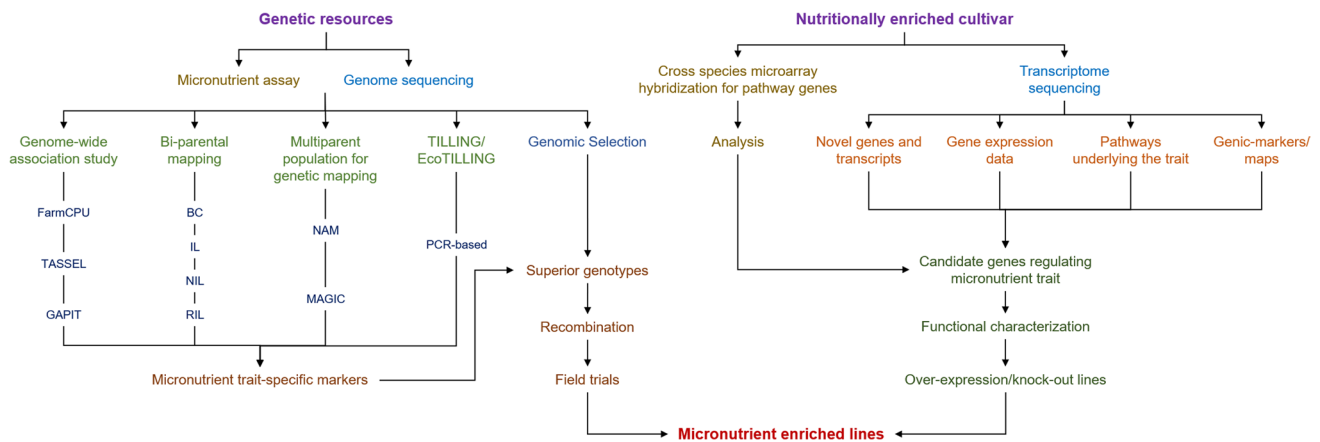 Genetic resources
Nutritionally enriched cultivar
Micronutrient assay
Genome sequencing
Cross species microarray
hybridization for pathway genes
Transcriptome
sequencing
Genome-wide
association study
Bi-parental
mapping
Multiparent
population for
genetic mapping
TILLING/
EcoTILLING
Genomic Selection
Analysis
Novel genes and
transcripts
Gene expression
data
Pathways
underlying the trait
Genic-markers/
maps
FarmCPU
TASSEL
GAPIT
BC
IL
NIL
RIL
NAM
MAGIC
PCR-based
Superior genotypes
Candidate genes regulating
micronutrient trait
Recombination
Functional characterization
Micronutrient trait-specific markers
Field trials
Over-expression/knock-out lines
Micronutrient enriched lines